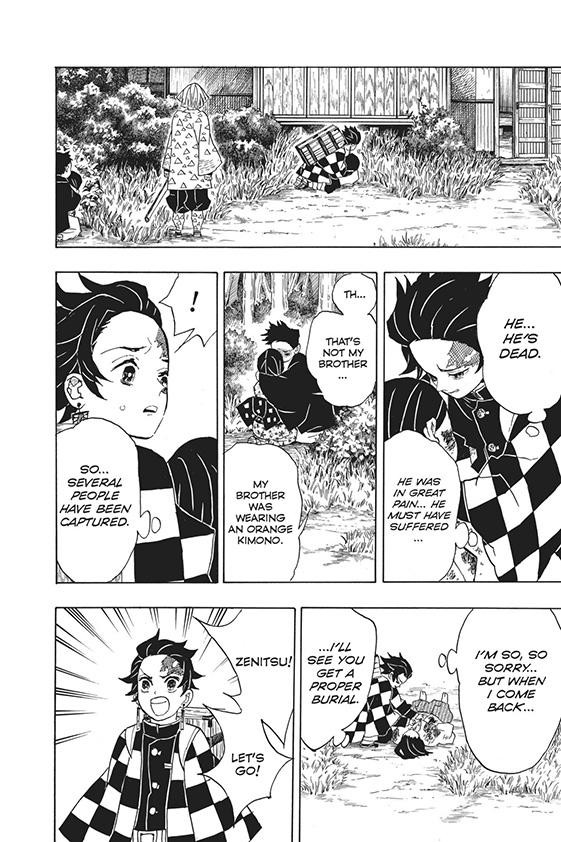 HE...
HE'S
DEAD.
HE WAS
IN GREAT
PAIN... HE
MUST HAVE
SUFFERED
...
TH...
THAT'S
NOT MY
BROTHER
...
MY
BROTHER
WAS
WEARING
AN ORANGE
KIMONO.
!
SO...
SEVERAL
PEOPLE
HAVE BEEN
CAPTURED.
I'M SO, SO
SORRY...
BUT WHEN
I COME
BACK...
...I'LL
SEE YOU
GET A
PROPER
BURIAL.
ZENITSU!
LET'S
GO!